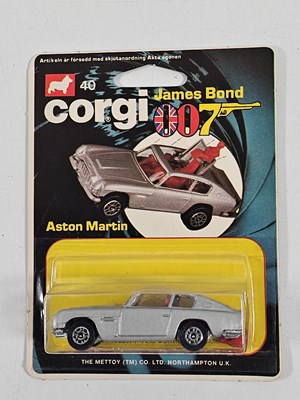 Artikeln är försedd med skjutanordning Akta ögonen
40
James Bond
corgi
007
Aston Martin
THE METTOY (TM) CO. LTD. NORTHAMPTON U.K.